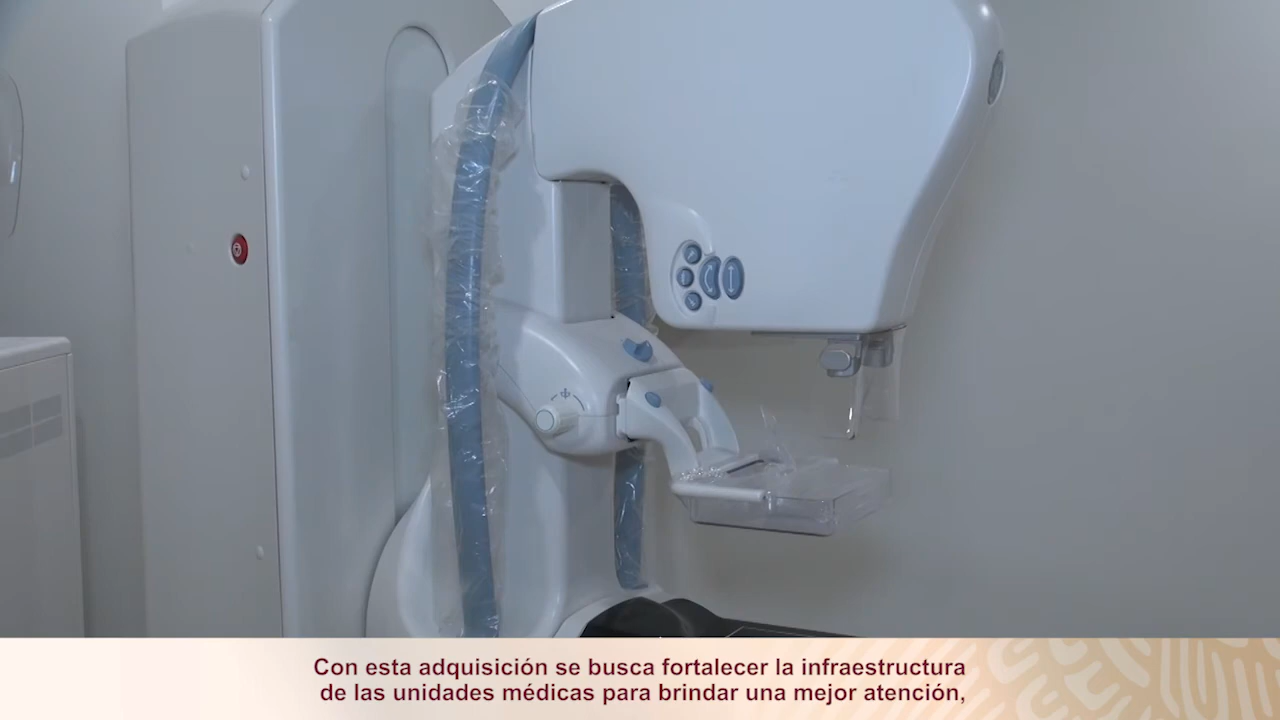 Con esta adquisición se busca fortalecer la infraestructura
de las unidades médicas para brindar una mejor atención,